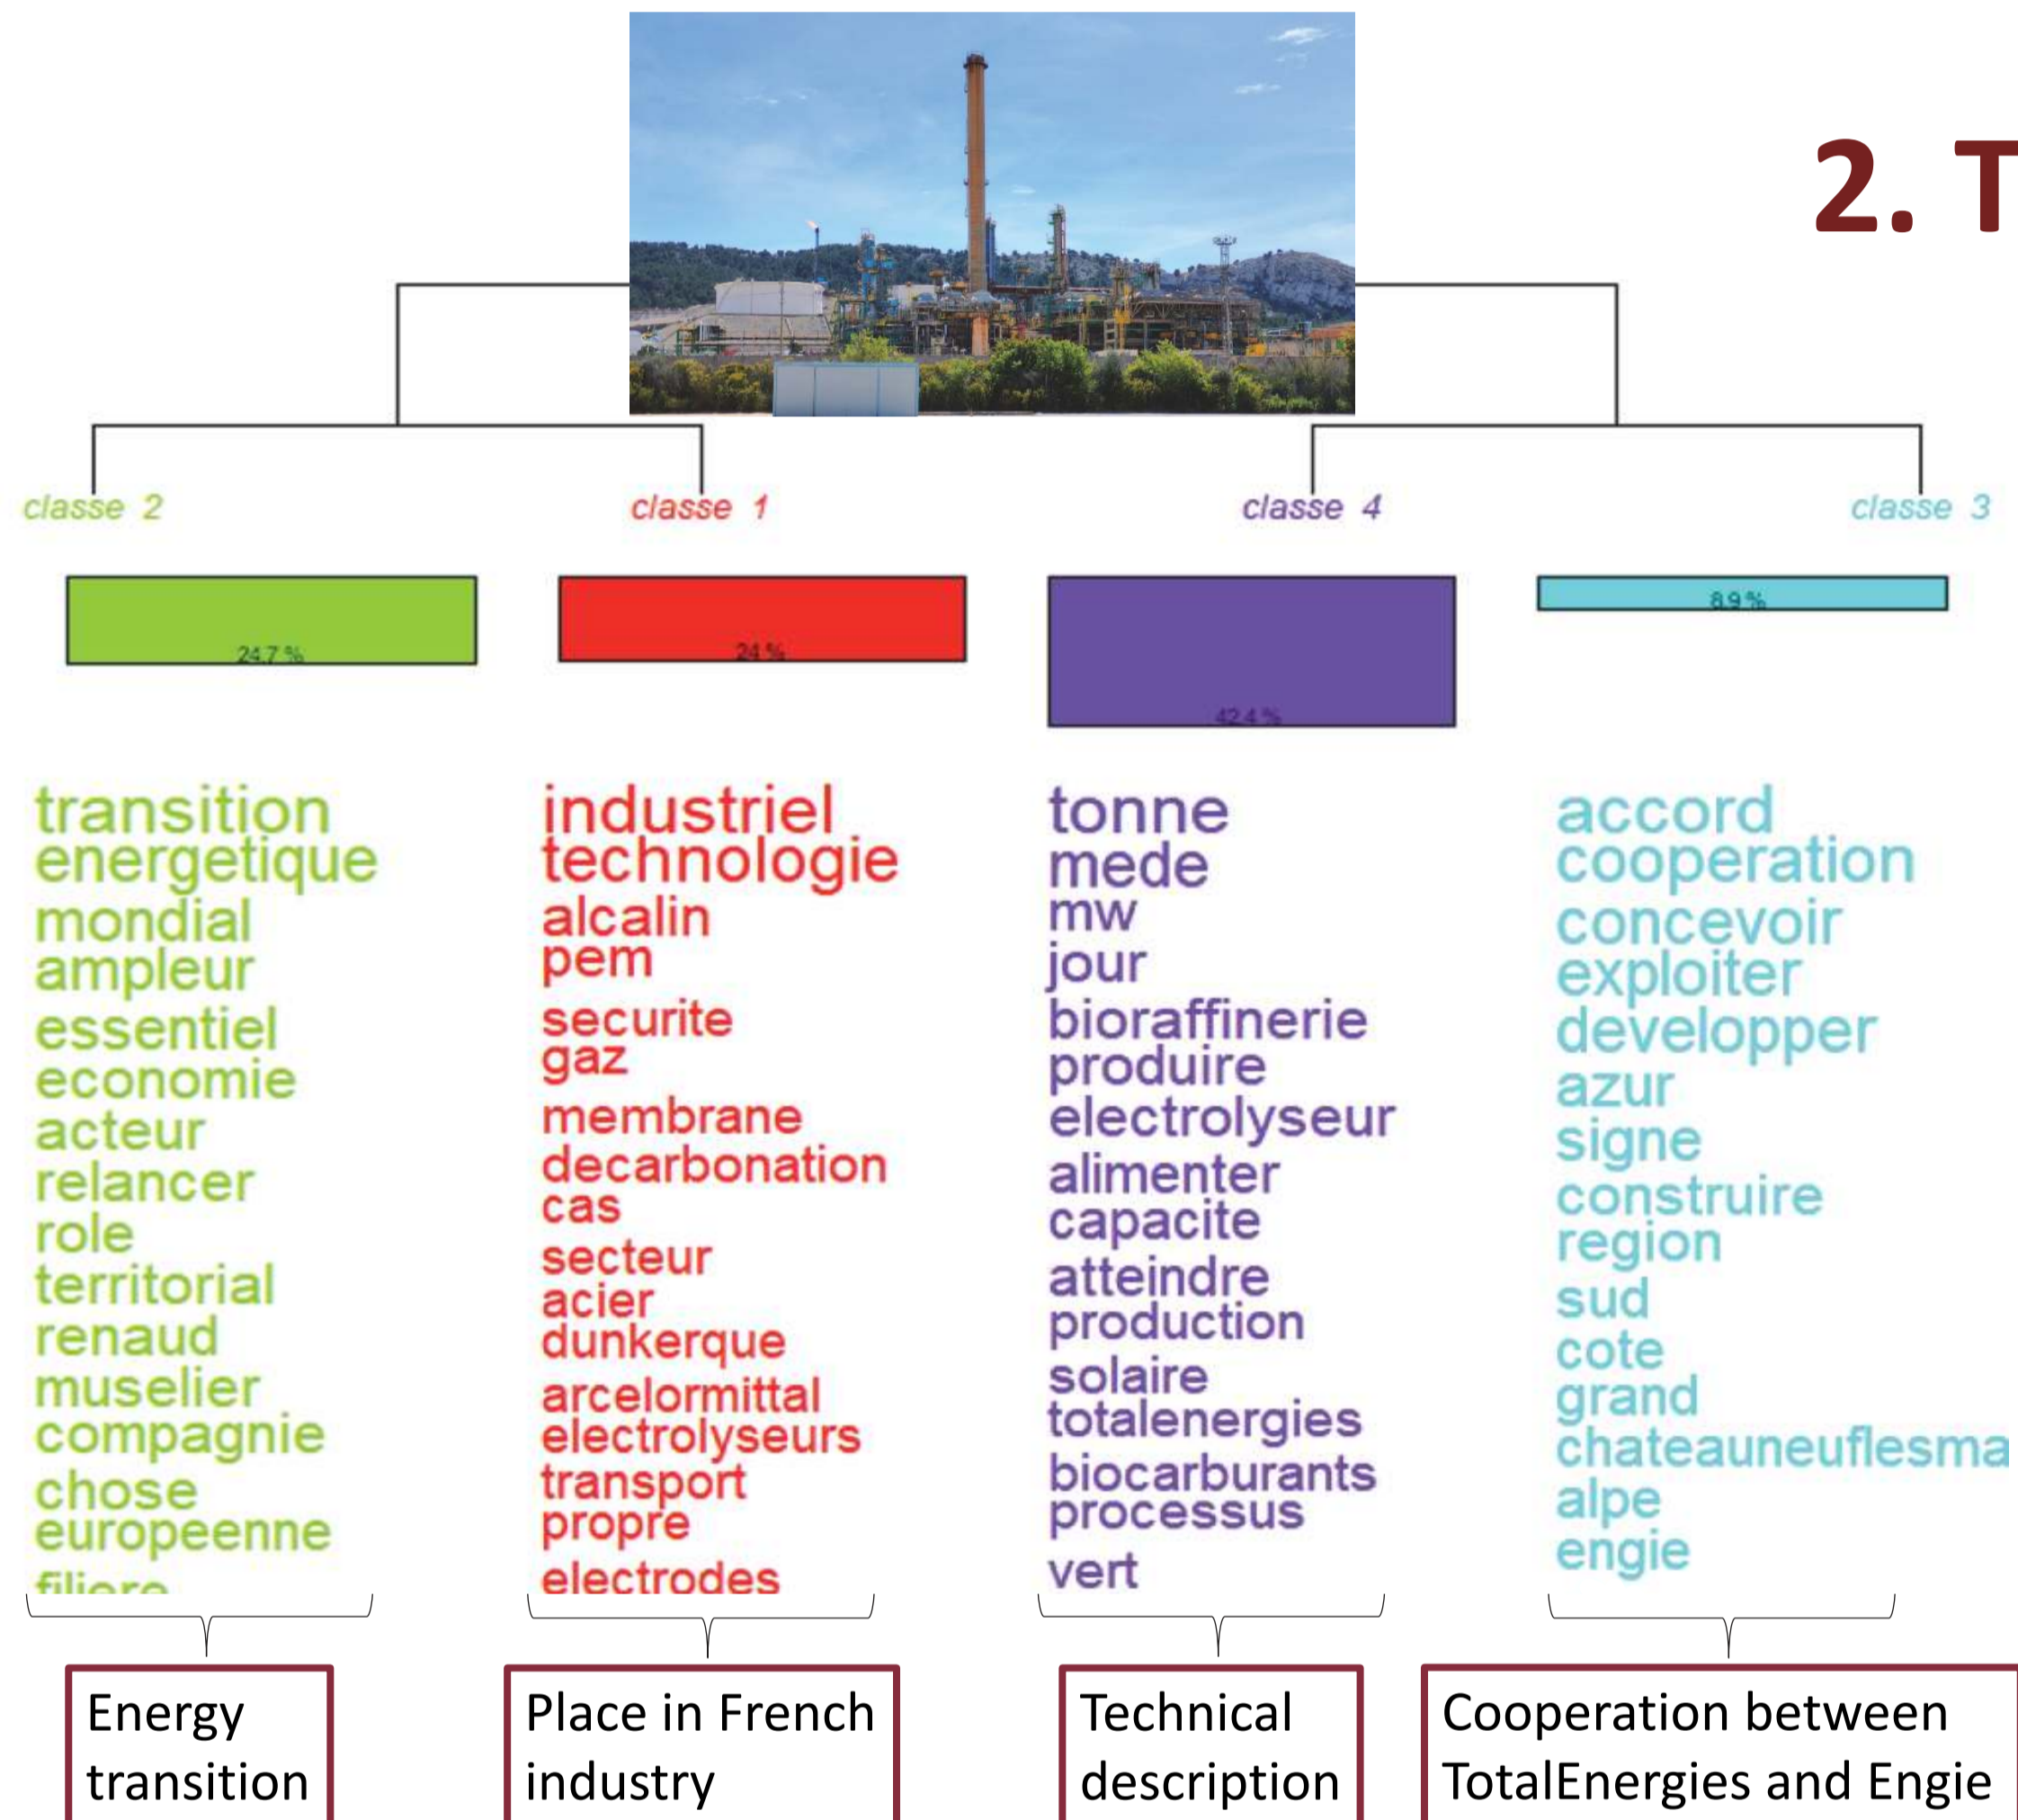 2. T
classe 2
classe 1
classe 4
classe 3
24.7 %
24 %
42.4 %
8.9 %
transition
energetique
mondial
ampleur
essentiel
economie
acteur
relancer
role
territorial
renaud
muselier
compagnie
chose
europeenne
filiere
industriel
technologie
alcalin
pem
securite
gaz
membrane
decarbonation
cas
secteur
acier
dunkerque
arcelormittal
electrolyseurs
transport
propre
electrodes
tonne
mede
mw
jour
bioraffinerie
produire
electrolyseur
alimenter
capacite
atteindre
production
solaire
totalenergies
biocarburants
processus
vert
accord
cooperation
concevoir
exploiter
developper
azur
signe
construire
region
sud
cote
grand
chateauneuflesma
alpe
engie
Energy
transition
Place in French
industry
Technical
description
Cooperation between
TotalEnergies and Engie